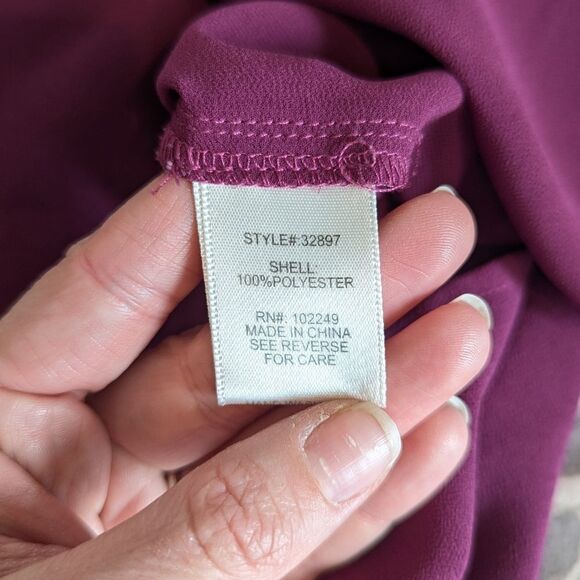 STYLE#:32897
SHELL:
100%POLYESTER
RN#: 102249
MADE IN CHINA
SEE REVERSE
FOR CARE